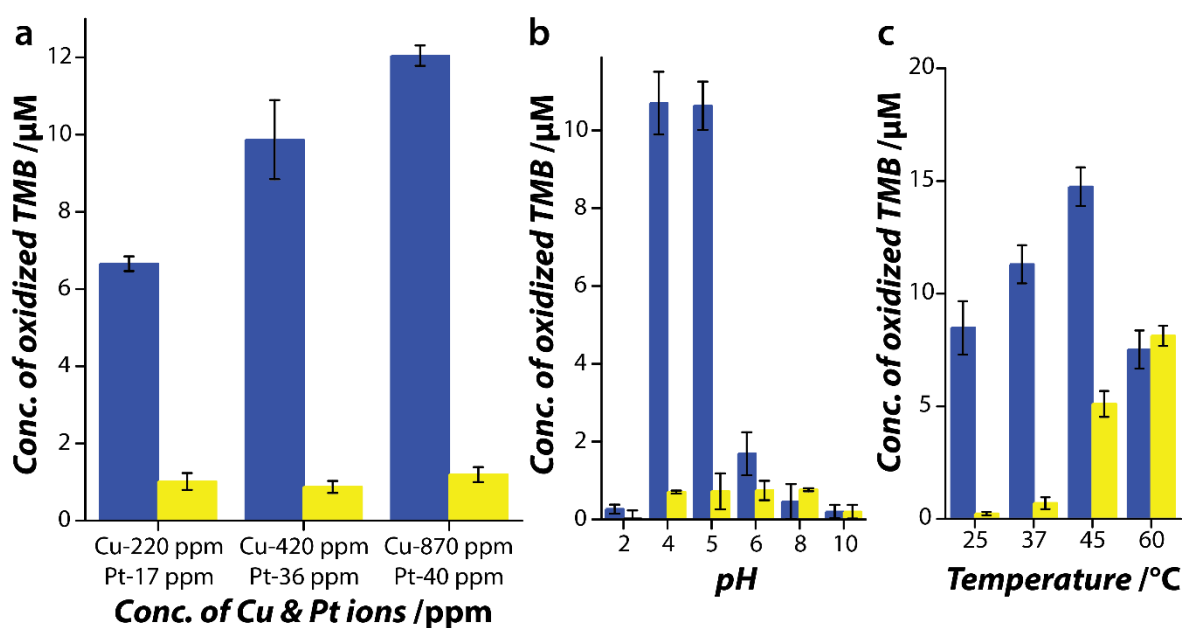 a
Conc. of oxidized TMB /µM
12
10
8
6
4
2
0
Cu-220 ppm Cu-420 ppm Cu-870 ppm
Pt-17 ppm Pt-36 ppm Pt-40 ppm
Conc. of Cu & Pt ions /ppm
b
Conc. of oxidized TMB /µM
10
8
6
4
2
0
2 4 5 6 8 10
pH
c
Conc. of oxidized TMB /µM
20
15
10
5
0
25 37 45 60
Temperature /°C